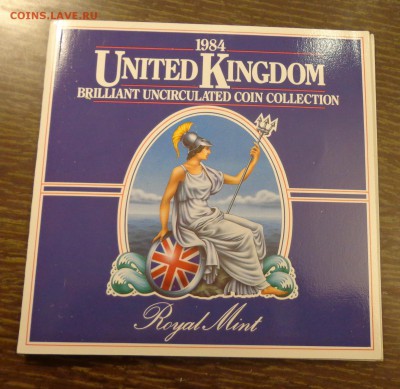 COINS.LAVE.RU
1984
UNITED KINGDOM
BRILLIANT UNCIRCULATED COIN COLLECTION
Royal Mint